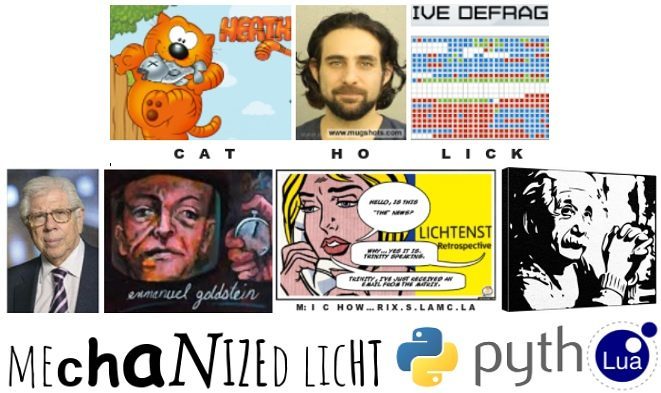 HEATH
www.mugshots.com
IVE DEFRAG
CAT HO LICK
emmanuel goldstein
HELLO, IS THIS
"THE" NEWS?
WHY... YES IT IS.
TRINITY SPEAKING.
TRINITY, I'VE JUST RECEIVED AN
EMAIL FROM THE MATRIX.
LICHTENST
Retrospective
M: I C HOW...RIX.S.LAMC.LA
MEchaNIZED LICHT
pyth
Lua